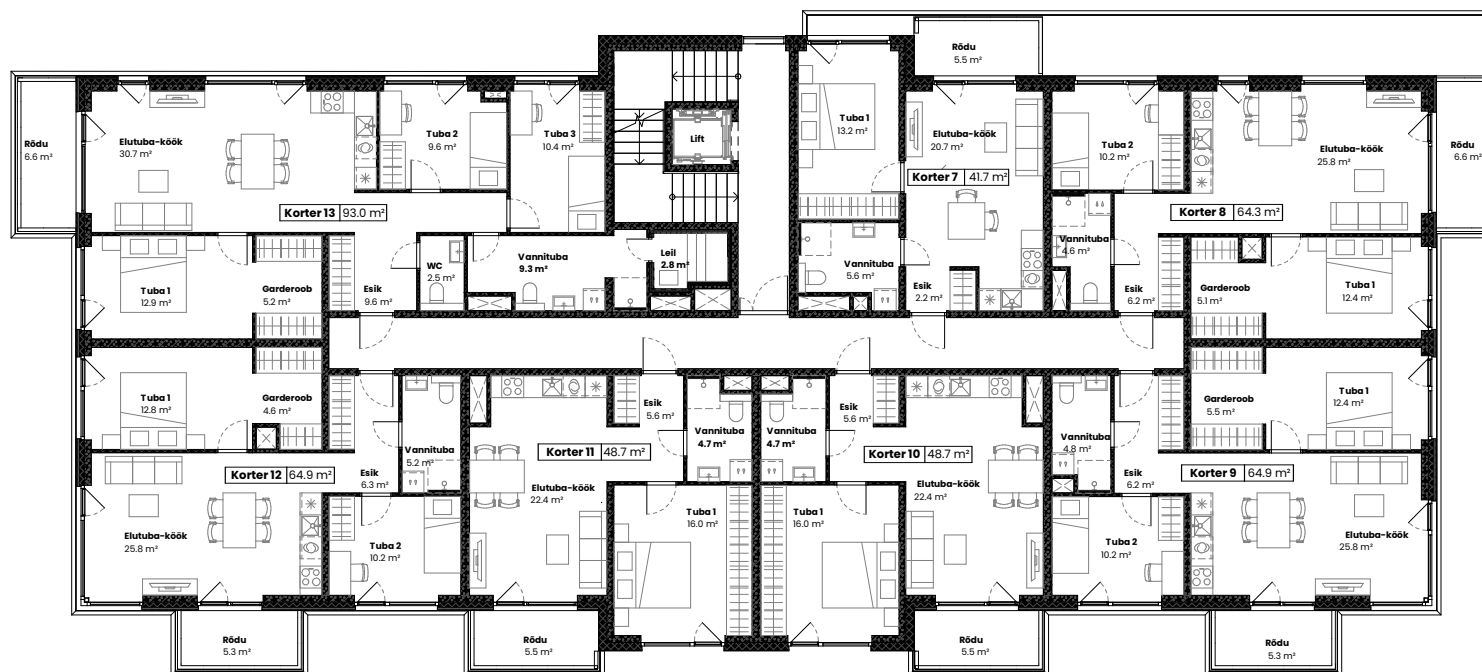 Rõdu
6.6 m²
Elutuba-köök
30.7 m²
Tuba 2
9.6 m²
Tuba 3
10.4 m²
Korter 13 93.0 m²
Tuba 1
12.9 m²
Garderoob
5.2 m²
Esik
9.6 m²
WC
2.5 m²
Vannituba
9.3 m²
Leil
2.8 m²
Lift
Tuba 1
13.2 m²
Rõdu
5.5 m²
Elutuba-köök
20.7 m²
Korter 7 41.7 m²
Vannituba
5.6 m²
Esik
2.2 m²
Tuba 2
10.2 m²
Elutuba-köök
25.8 m²
Rõdu
6.6 m²
Korter 8 64.3 m²
Vannituba
4.6 m²
Esik
6.2 m²
Garderoob
5.1 m²
Tuba 1
12.4 m²
Tuba 1
12.8 m²
Garderoob
4.6 m²
Korter 12 64.9 m²
Esik
6.3 m²
Vannituba
5.2 m²
Elutuba-köök
25.8 m²
Tuba 2
10.2 m²
Rõdu
5.3 m²
Esik
5.6 m²
Vannituba
4.7 m²
Korter 11 48.7 m²
Elutuba-köök
22.4 m²
Tuba 1
16.0 m²
Rõdu
5.5 m²
Vannituba
4.7 m²
Esik
5.6 m²
Korter 10 48.7 m²
Elutuba-köök
22.4 m²
Tuba 1
16.0 m²
Rõdu
5.5 m²
Garderoob
5.5 m²
Tuba 1
12.4 m²
Vannituba
4.8 m²
Esik
6.2 m²
Korter 9 64.9 m²
Tuba 2
10.2 m²
Elutuba-köök
25.8 m²
Rõdu
5.3 m²